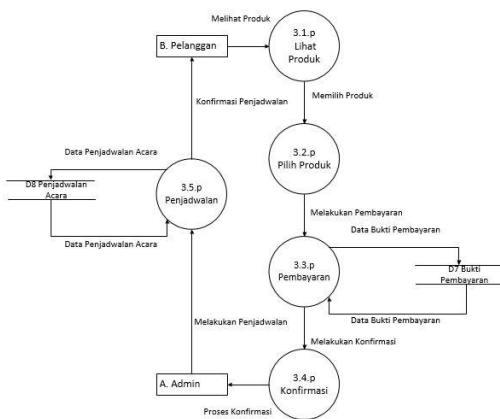 Melihat Produk
B. Pelanggan
3.1.p
Lihat
Produk
Konfirmasi Penjadwalan
Memilih Produk
Data Penjadwalan Acara
3.2.p
Pilih Produk
D8 Penjadwalan
Acara
3.5.p
Penjadwalan
Melakukan Pembayaran
Data Bukti Pembayaran
Data Penjadwalan Acara
3.3.p
Pembayaran
D7 Bukti
Pembayaran
Data Bukti Pembayaran
Melakukan Penjadwalan
Melakukan Konfirmasi
A. Admin
3.4.p
Konfirmasi
Proses Konfirmasi